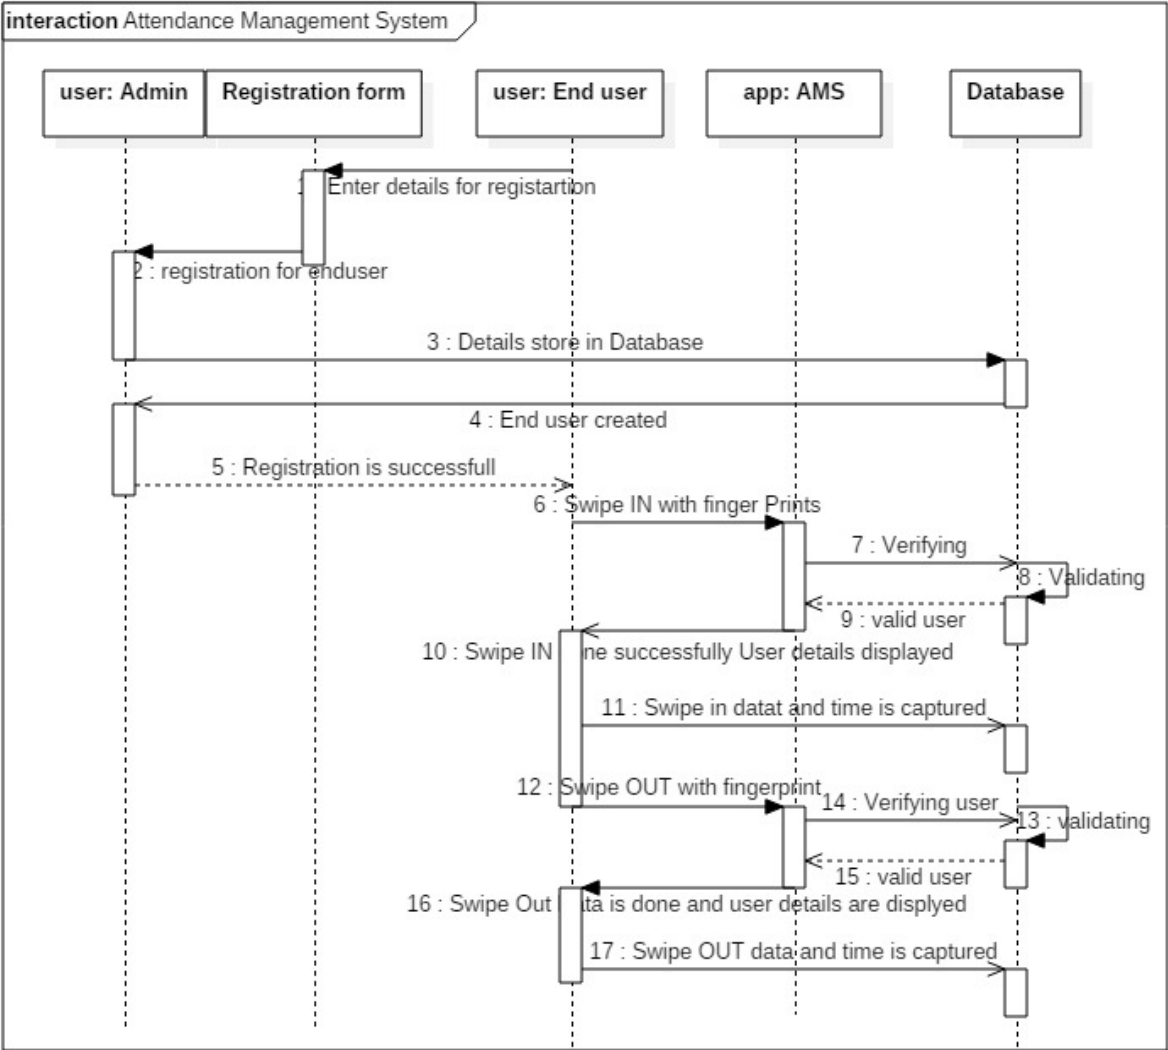 interaction Attendance Management System
user: Admin
Registration form
user: End user
app: AMS
Database
Enter details for registartion
2 : registration for enduser
3 : Details store in Database
4 : End user created
5 : Registration is successfull
6 : Swipe IN with finger Prints
7 : Verifying
8 : Validating
9 : valid user
10 : Swipe IN ne successfully User details displayed
11 : Swipe in datat and time is captured
12 : Swipe OUT with fingerprint
14 : Verifying user
13 : validating
15 : valid user
16 : Swipe Out ata is done and user details are displyed
17 : Swipe OUT data and time is captured